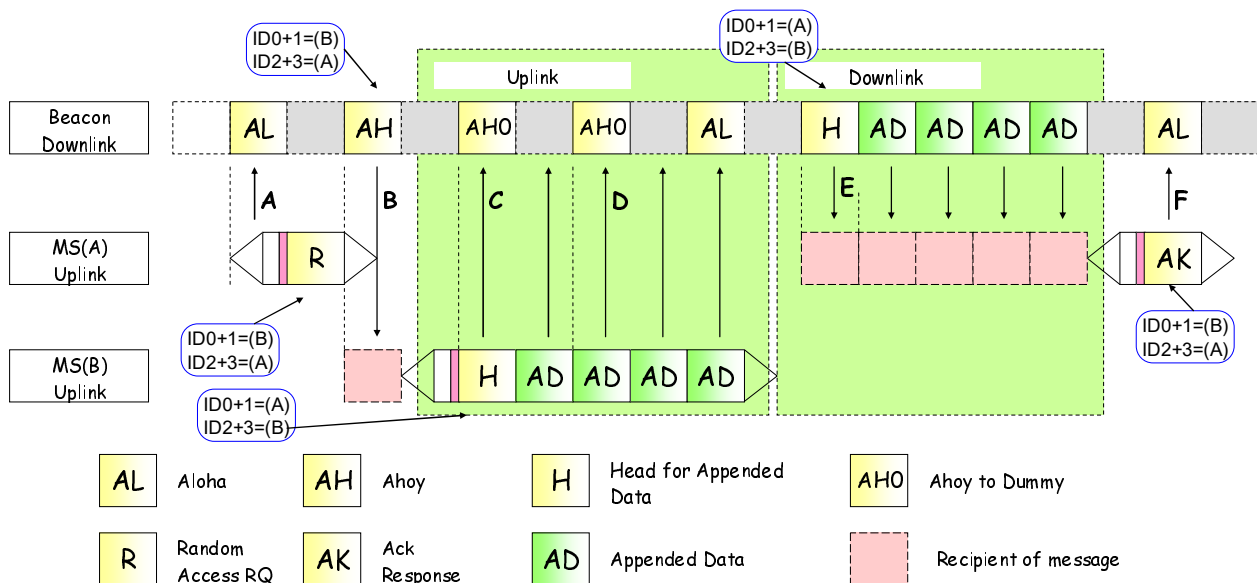 ID0+1=(B)
ID2+3=(A)
ID0+1=(A)
ID2+3=(B)
Uplink
Downlink
Beacon
Downlink
AL
AH
AH0
AH0
AL
H
AD
AD
AD
AD
AL
A
B
C
D
E
F
MS(A)
Uplink
R
AK
ID0+1=(B)
ID2+3=(A)
ID0+1=(B)
ID2+3=(A)
MS(B)
Uplink
H
AD
AD
AD
AD
ID0+1=(A)
ID2+3=(B)
AL
Aloha
AH
Ahoy
H
Head for Appended
Data
AH0
Ahoy to Dummy
R
Random
Access RQ
AK
Ack
Response
AD
Appended Data
Recipient of message